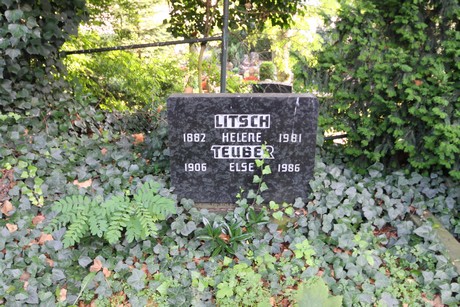 LITSCH
1882 HELENE 1981
TEUBER
1906 ELSE 1986